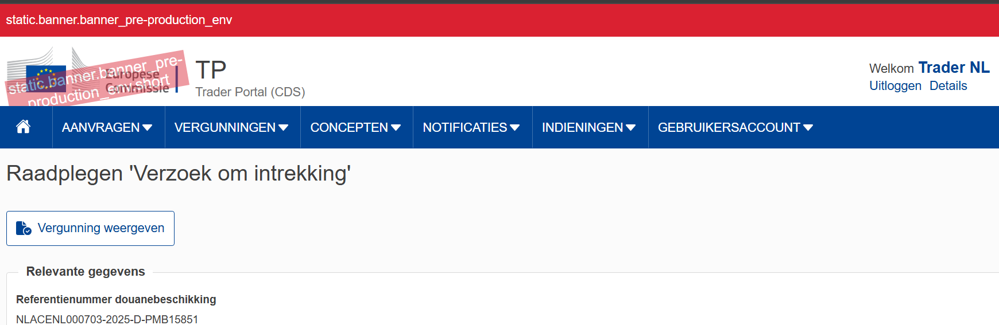 static.banner.banner_pre-production_env
static.banner.banner_pre-
production_env.short
Europese
Commissie
TP
Trader Portal (CDS)
Welkom Trader NL
Uitloggen Details
AANVRAGEN VERGUNNINGEN CONCEPTEN NOTIFICATIES INDIENINGEN GEBRUIKERSACCOUNT
Raadplegen 'Verzoek om intrekking'
Vergunning weergeven
Relevante gegevens
Referentienummer douanebeschikking
NLACENL000703-2025-D-PMB15851